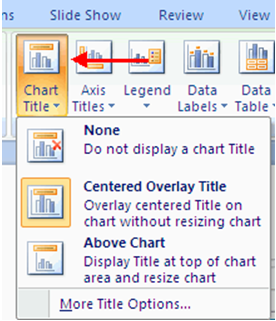 ns Slide Show Review View
Chart Axis Legend Data Data
Title Titles Labels Table
None
Do not display a chart Title
Centered Overlay Title
Overlay centered Title on
chart without resizing chart
Above Chart
Display Title at top of chart
area and resize chart
More Title Options...